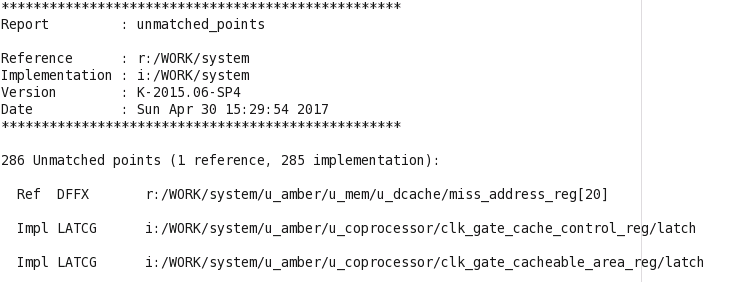 **************************************************
Report         : unmatched_points
Reference      : r:/WORK/system
Implementation : i:/WORK/system
Version        : K-2015.06-SP4
Date           : Sun Apr 30 15:29:54 2017
**************************************************
286 Unmatched points (1 reference, 285 implementation):
Ref  DFFX       r:/WORK/system/u_amber/u_mem/u_dcache/miss_address_reg[20]
Impl LATCG      i:/WORK/system/u_amber/u_coprocessor/clk_gate_cache_control_reg/latch
Impl LATCG      i:/WORK/system/u_amber/u_coprocessor/clk_gate_cacheable_area_reg/latch